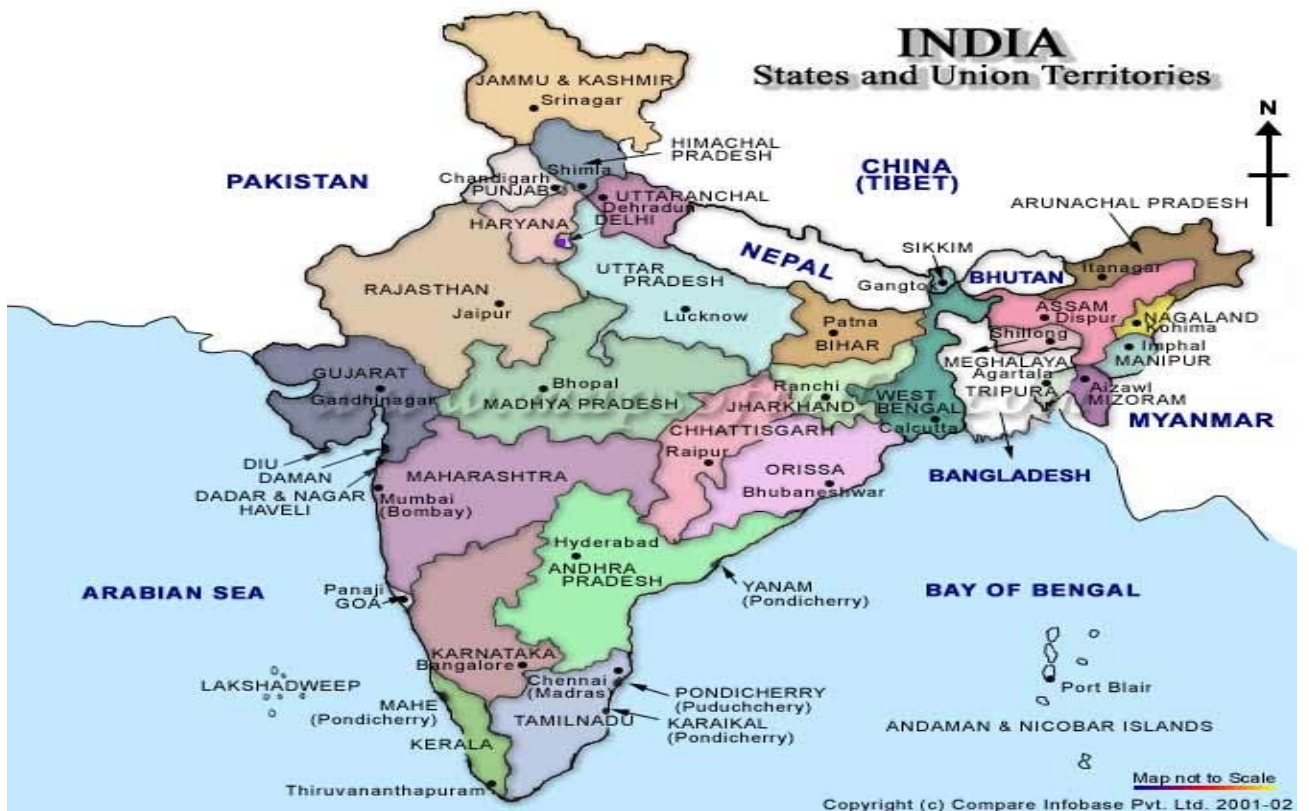 INDIA
States and Union Territories
N
JAMMU & KASHMIR
Srinagar
HIMACHAL
PRADESH
PAKISTAN
CHINA
(TIBET)
Shimla
Chandigarh
PUNJAB
UTTARANCHAL
Dehradun
ARUNACHAL PRADESH
HARYANA
DELHI
NEPAL
SIKKIM
BHUTAN
Itanagar
Gangtok
UTTAR
PRADESH
RAJASTHAN
Jaipur
Lucknow
ASSAM
Dispur
NAGALAND
Kohima
Patna
BIHAR
Shillong
Imphal
MANIPUR
MEGHALAYA
Agartala
TRIPURA
GUJARAT
Gandhinagar
Bhopal
MADHYA PRADESH
Ranchi
JHARKHAND
WEST
BENGAL
Calcutta
Aizawl
MIZORAM
MYANMAR
CHHATTISGARH
Raipur
DIU
DAMAN
DADAR & NAGAR
HAVELI
MAHARASHTRA
Mumbai
(Bombay)
ORISSA
Bhubaneshwar
BANGLADESH
Hyderabad
ANDHRA
PRADESH
ARABIAN SEA
Panaji
GOA
YANAM
(Pondicherry)
BAY OF BENGAL
KARNATAKA
Bangalore
LAKSHADWEEP
Chennai
(Madras)
PONDICHERRY
(Puduchchery)
Port Blair
MAHE
(Pondicherry)
TAMILNADU
KARAIKAL
(Pondicherry)
ANDAMAN & NICOBAR ISLANDS
KERALA
Thiruvananthapuram
Map not to Scale
Copyright (c) Compare Infobase Pvt. Ltd. 2001-02